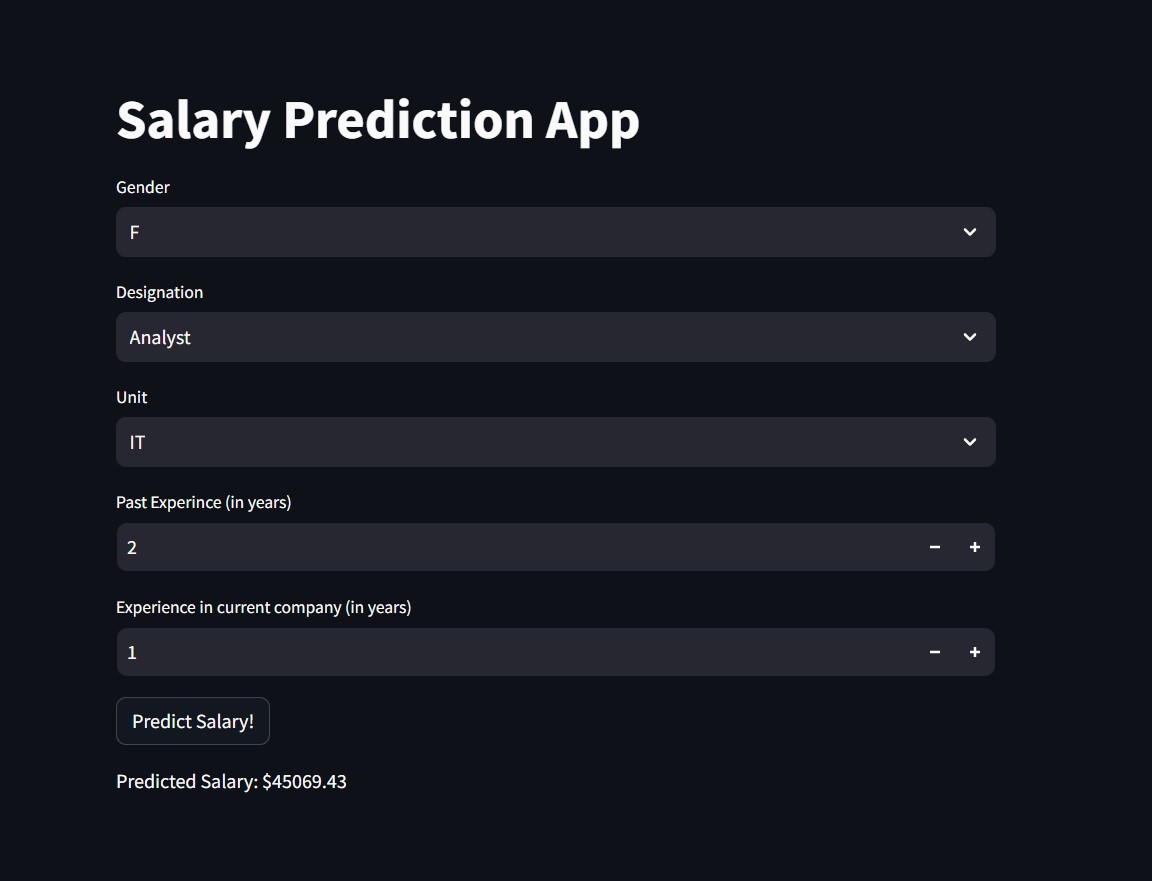 Salary Prediction App
Gender
F
Designation
Analyst
Unit
IT
Past Experince (in years)
2
Experience in current company (in years)
1
Predict Salary!
Predicted Salary: $45069.43